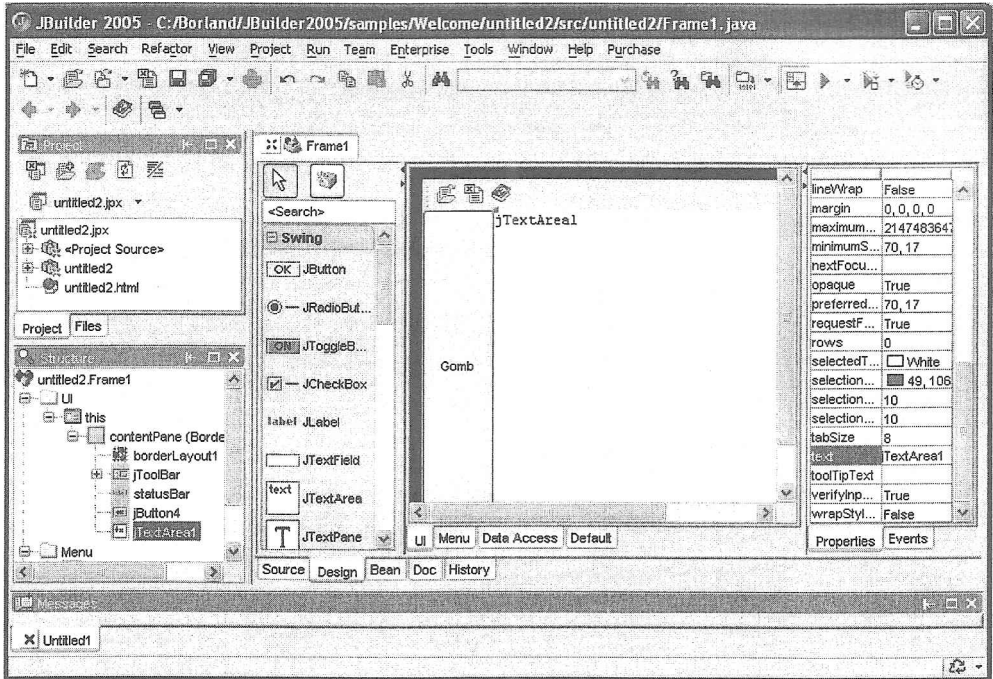 JBuilder 2005 - C:/Borland/JBuilder2005/samples/Welcome/untitled2/src/untitled2/Frame1.java
File Edit Search Refactor View Project Run Team Enterprise Tools Window Help Purchase
Project
untitled2.jpx
untitled2.jpx
<Project Source>
untitled2
untitled2.html
Project Files
Structure
untitled2.Frame1
UI
this
contentPane (Borde
borderLayout1
jToolBar
statusBar
jButton4
jTextArea1
Menu
Frame1
<Search>
Swing
OK JButton
JRadioBut...
ON JToggleB...
JCheckBox
label JLabel
JTextField
text JTextArea
T JTextPane
jTextArea1
Gomb
UI Menu Data Access Default
lineWrap False
margin 0, 0, 0, 0
maximum... 2147483647
minimumS... 70, 17
nextFocu...
opaque True
preferred... 70, 17
requestF... True
rows 0
selectedT... White
selection... 49, 106
selection... 10
selection... 10
tabSize 8
text jTextArea1
toolTipText
verifyInp... True
wrapStyl... False
Properties Events
Source Design Bean Doc History
Messages
Untitled1